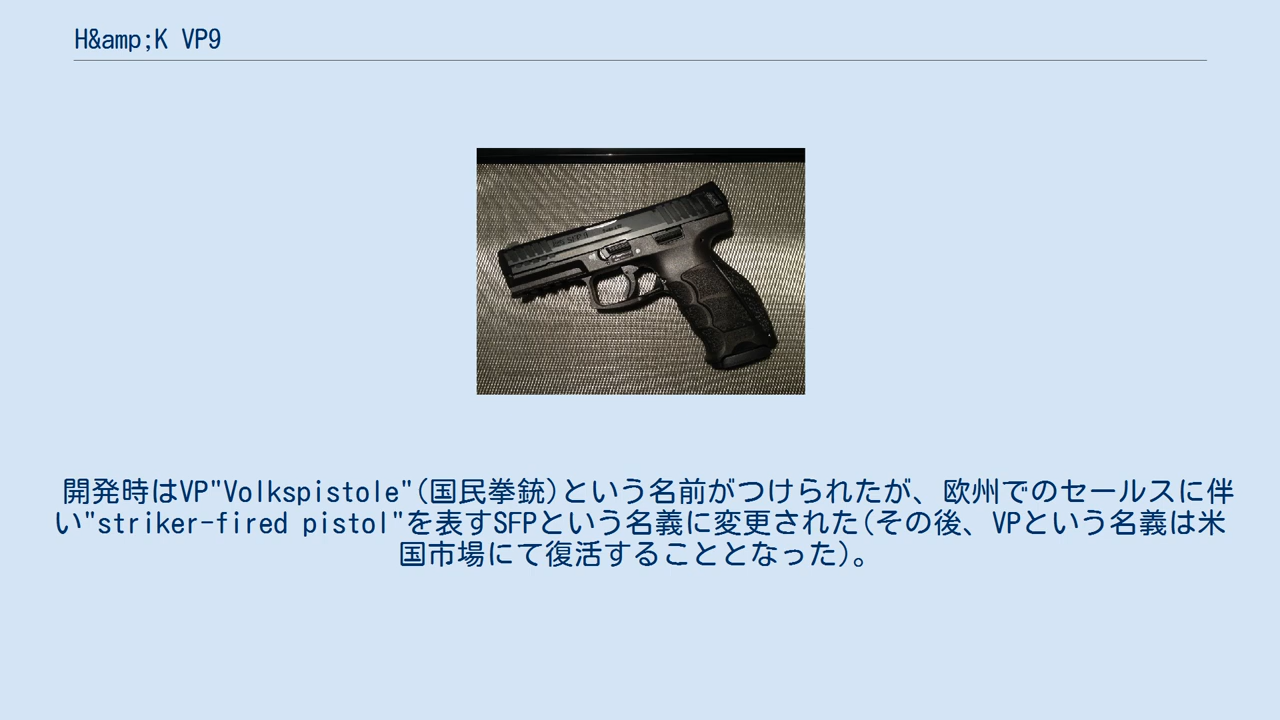 H&amp;K VP9
開発時はVP"Volkspistole"(国民拳銃)という名前がつけられたが、欧州でのセールスに伴
い"striker-fired pistol"を表すSFPという名義に変更された(その後、VPという名義は米
国市場にて復活することとなった)。